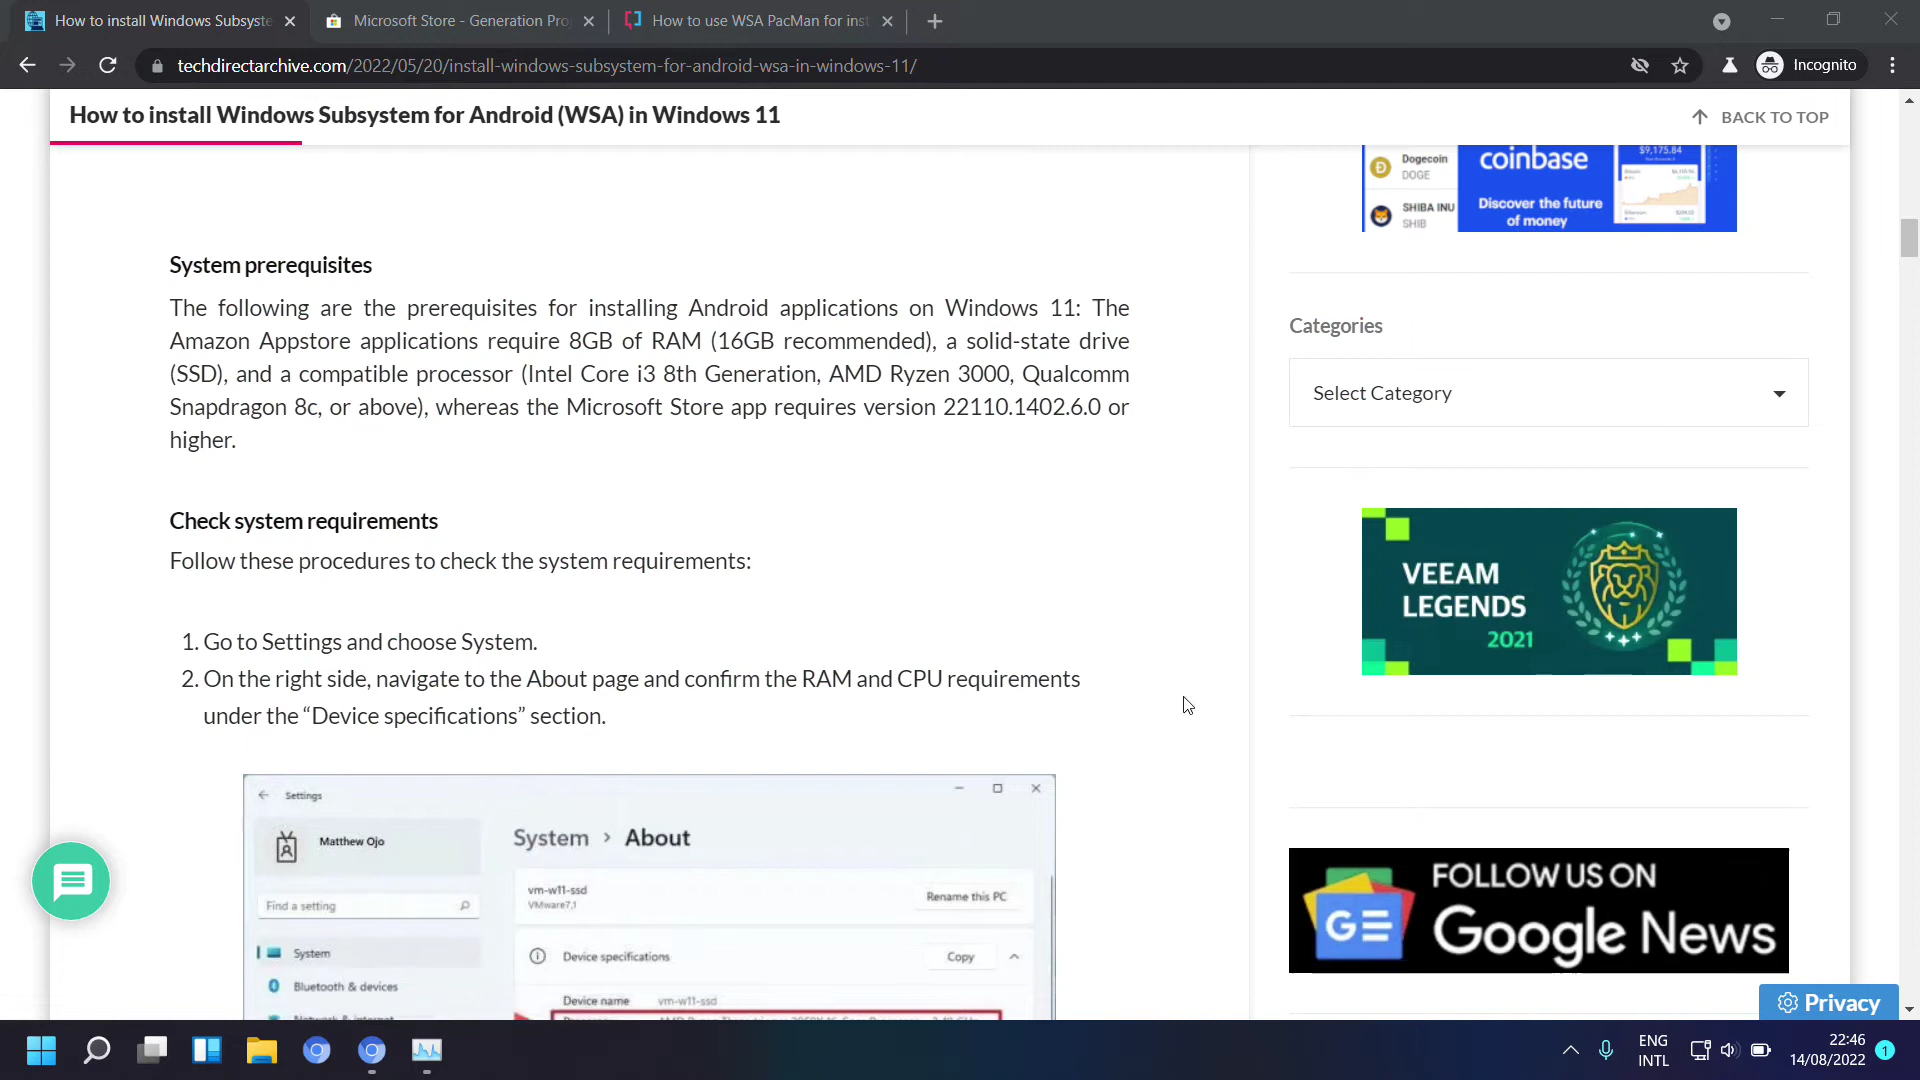 How to install Windows Subsyste
Microsoft Store - Generation Pro
How to use WSA PacMan for inst
techdirectarchive.com/2022/05/20/install-windows-subsystem-for-android-wsa-in-windows-11/
Incognito
How to install Windows Subsystem for Android (WSA) in Windows 11
BACK TO TOP
Dogecoin
DOGE
SHIBA INU
SHIB
coinbase
Discover the future
of money
$9,175.84
System prerequisites
The following are the prerequisites for installing Android applications on Windows 11: The
Amazon Appstore applications require 8GB of RAM (16GB recommended), a solid-state drive
(SSD), and a compatible processor (Intel Core i3 8th Generation, AMD Ryzen 3000, Qualcomm
Snapdragon 8c, or above), whereas the Microsoft Store app requires version 22110.1402.6.0 or
higher.
Categories
Select Category
Check system requirements
Follow these procedures to check the system requirements:
1. Go to Settings and choose System.
2. On the right side, navigate to the About page and confirm the RAM and CPU requirements
under the “Device specifications” section.
VEEAM
LEGENDS
2021
Settings
Matthew Ojo
Find a setting
System
Bluetooth & devices
Network & internet
System > About
vm-w11-ssd
VMware7,1
Rename this PC
Device specifications
Copy
Device name vm-w11-ssd
FOLLOW US ON
Google News
GE
Privacy
ENG
INTL
22:46
14/08/2022
1